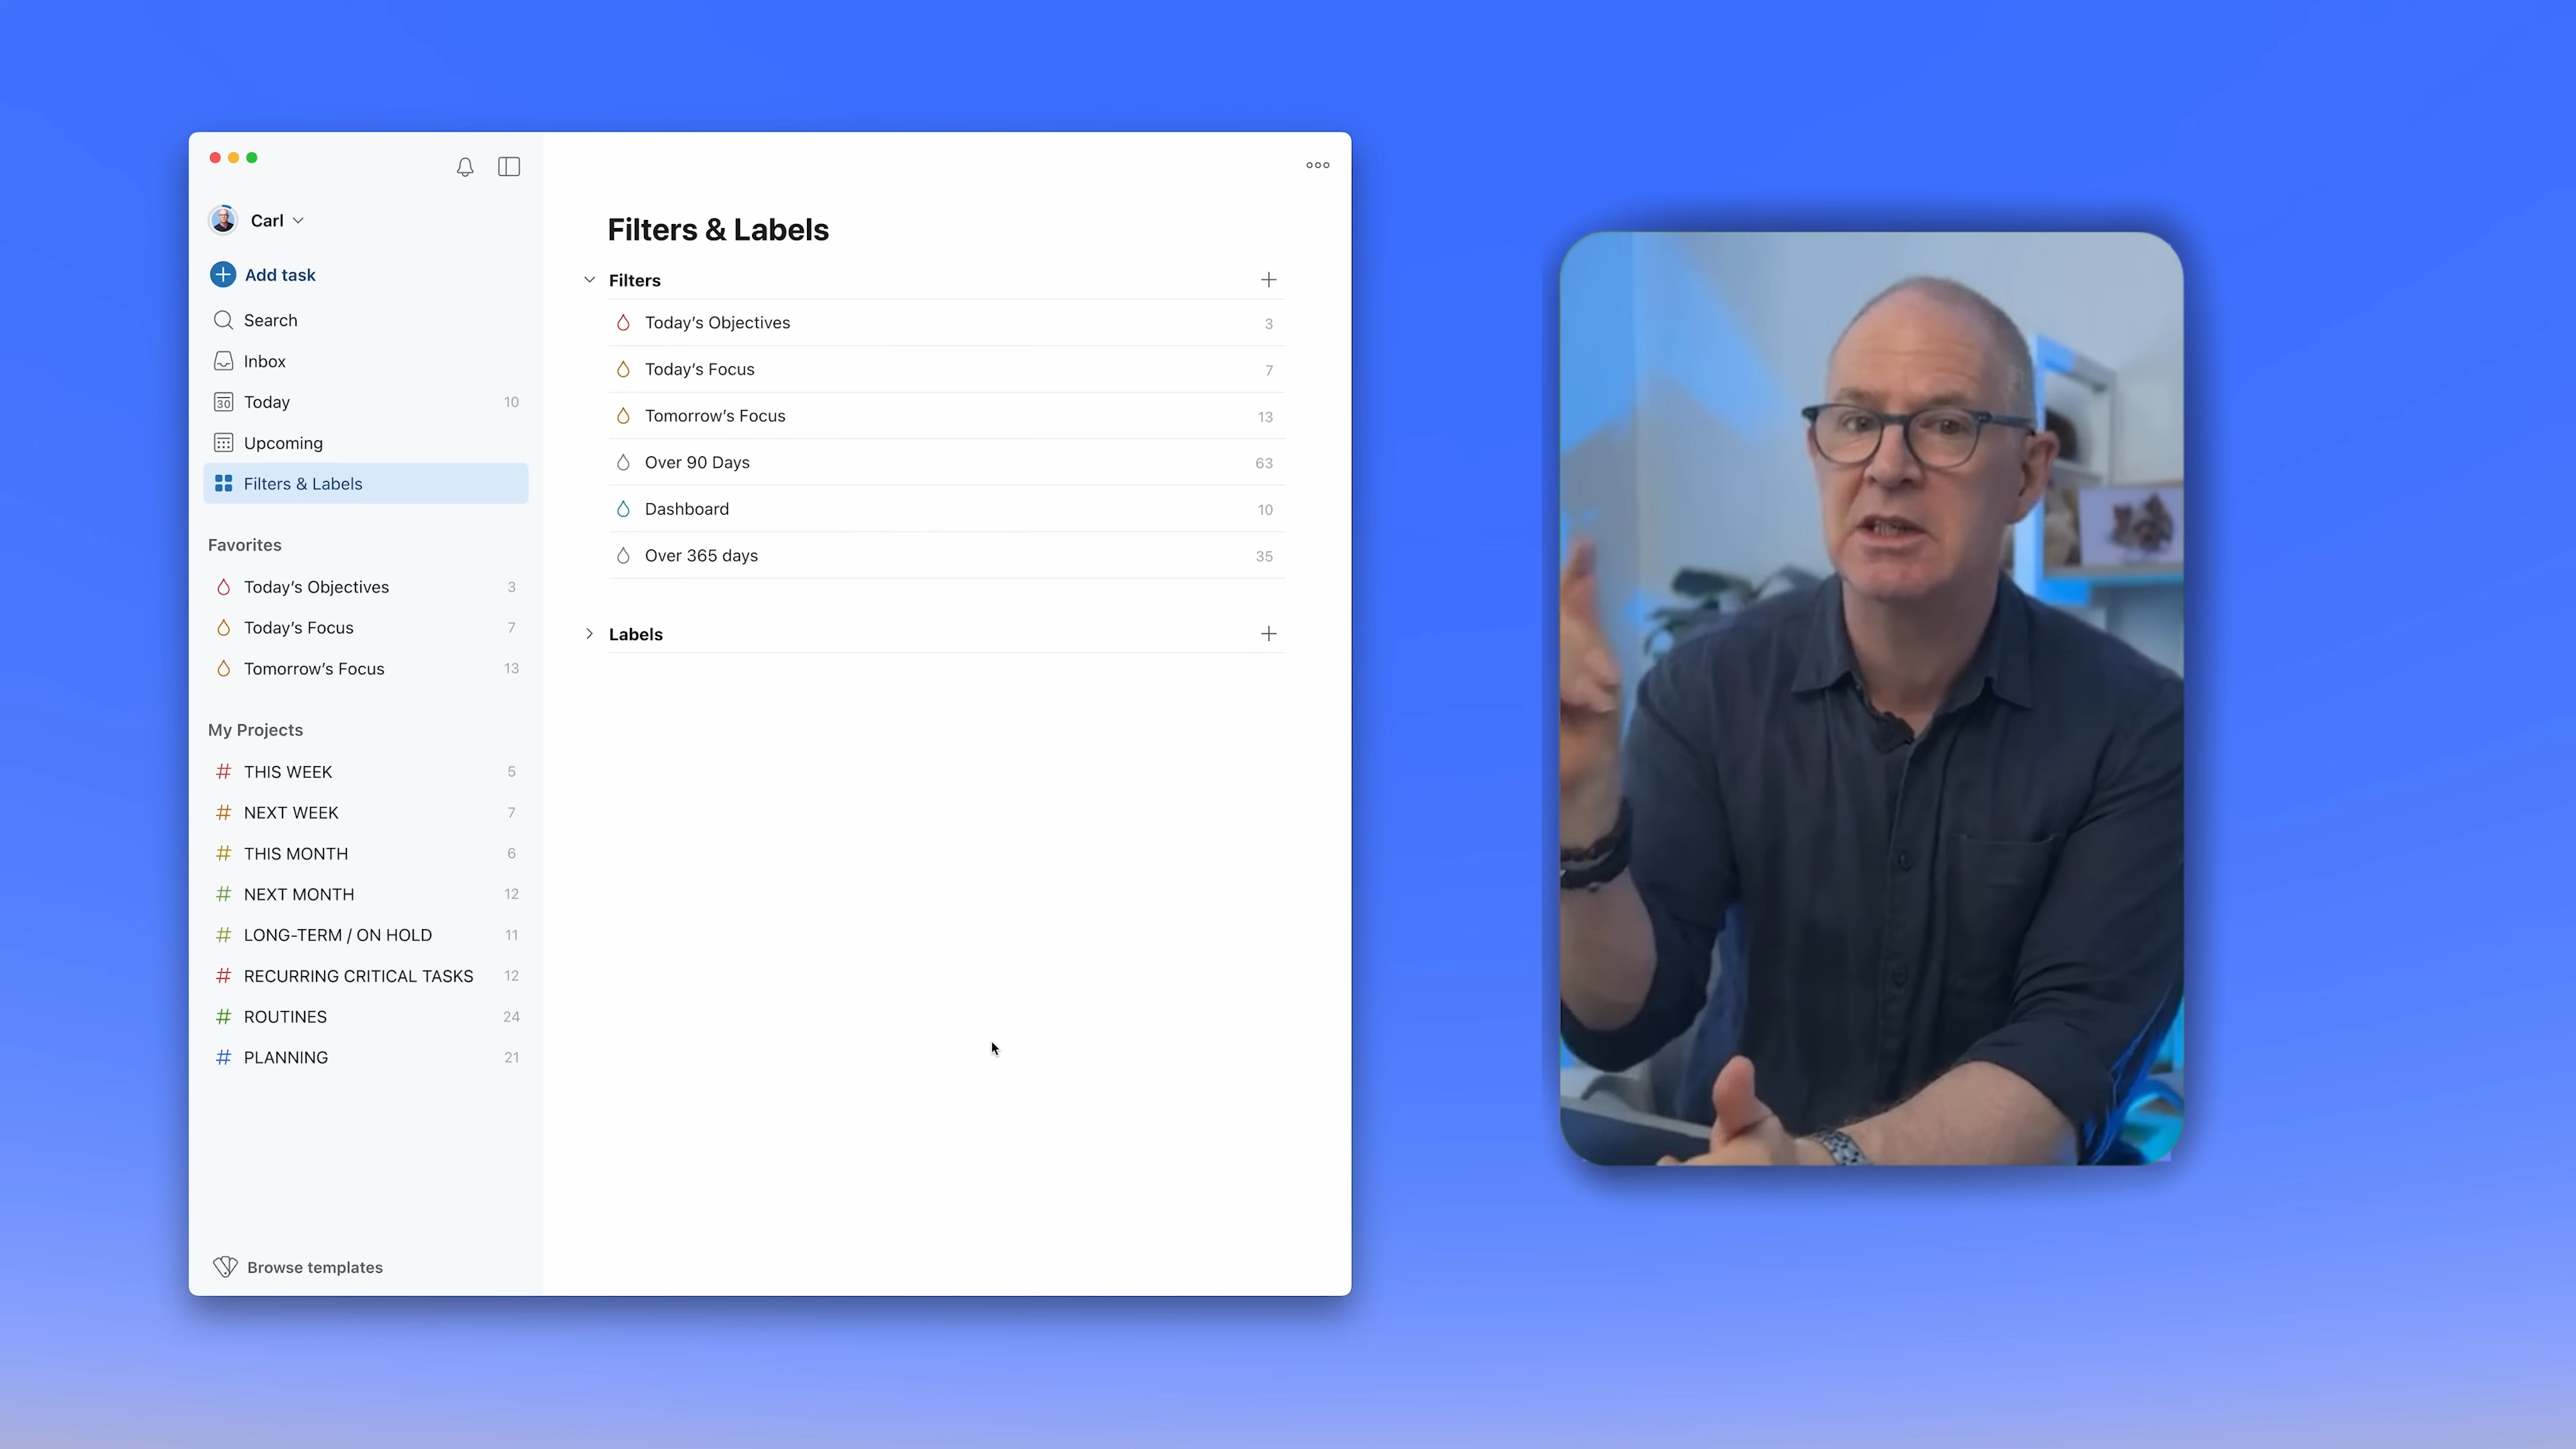 Carl
Add task
Search
Inbox
30 Today 10
Upcoming
Filters & Labels
Favorites
Today's Objectives 3
Today's Focus 7
Tomorrow's Focus 13
My Projects
# THIS WEEK 5
# NEXT WEEK 7
# THIS MONTH 6
# NEXT MONTH 12
# LONG-TERM / ON HOLD 11
# RECURRING CRITICAL TASKS 12
# ROUTINES 24
# PLANNING 21
Browse templates
Filters & Labels
Filters
Today's Objectives 3
Today's Focus 7
Tomorrow's Focus 13
Over 90 Days 63
Dashboard 10
Over 365 days 35
Labels